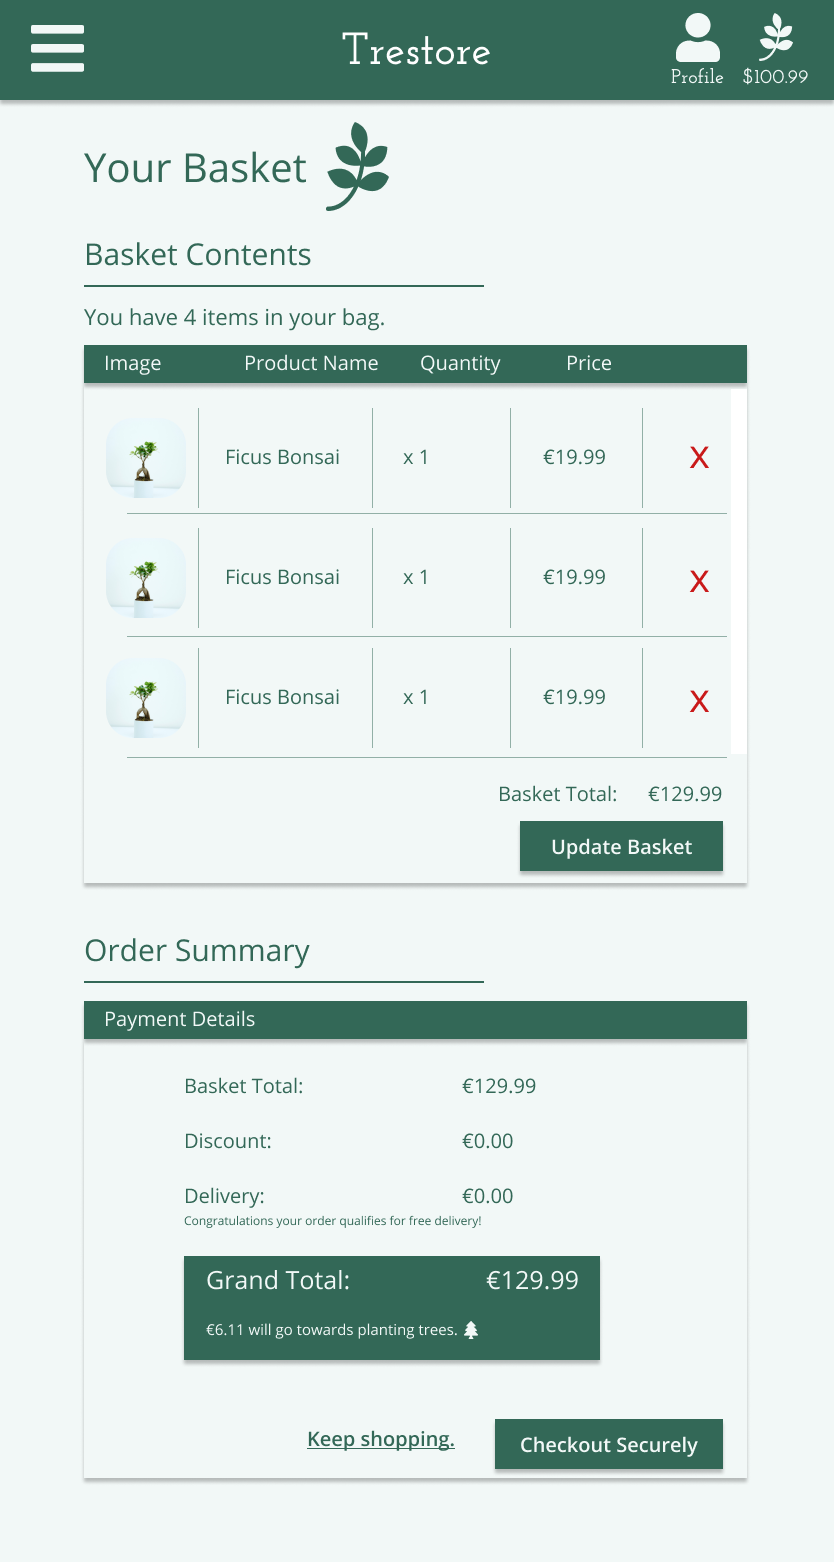 Trestore
Profile
$100.99
Your Basket
Basket Contents
You have 4 items in your bag.
Image Product Name Quantity Price
Ficus Bonsai x 1 €19.99 X
Ficus Bonsai x 1 €19.99 X
Ficus Bonsai x 1 €19.99 X
Basket Total: €129.99
Update Basket
Order Summary
Payment Details
Basket Total: €129.99
Discount: €0.00
Delivery: €0.00
Congratulations your order qualifies for free delivery!
Grand Total: €129.99
€6.11 will go towards planting trees.
Keep shopping. Checkout Securely